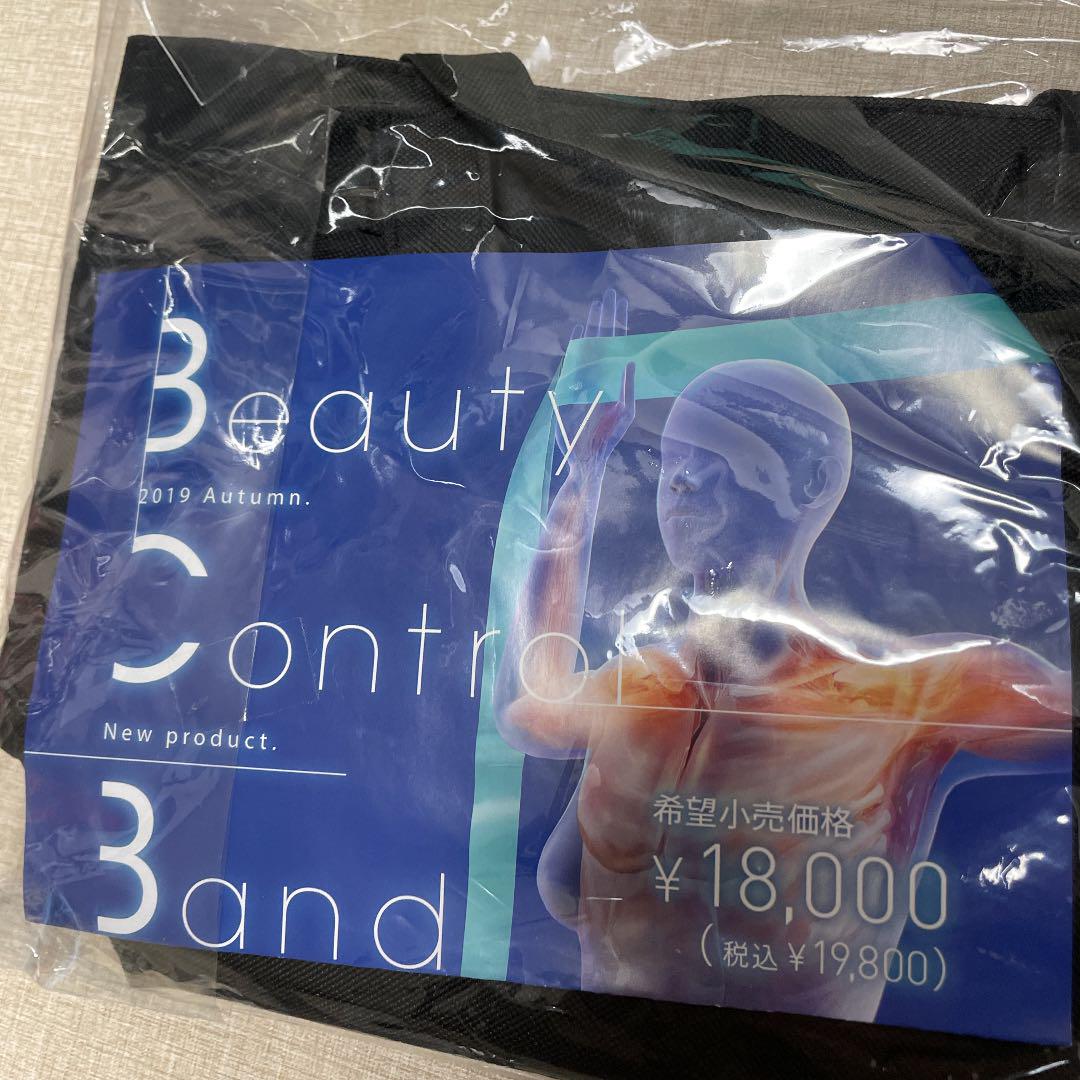 Beauty
2019 Autumn.
Control
New product.
Band
希望小売価格
¥18,000
(税込¥19,800)